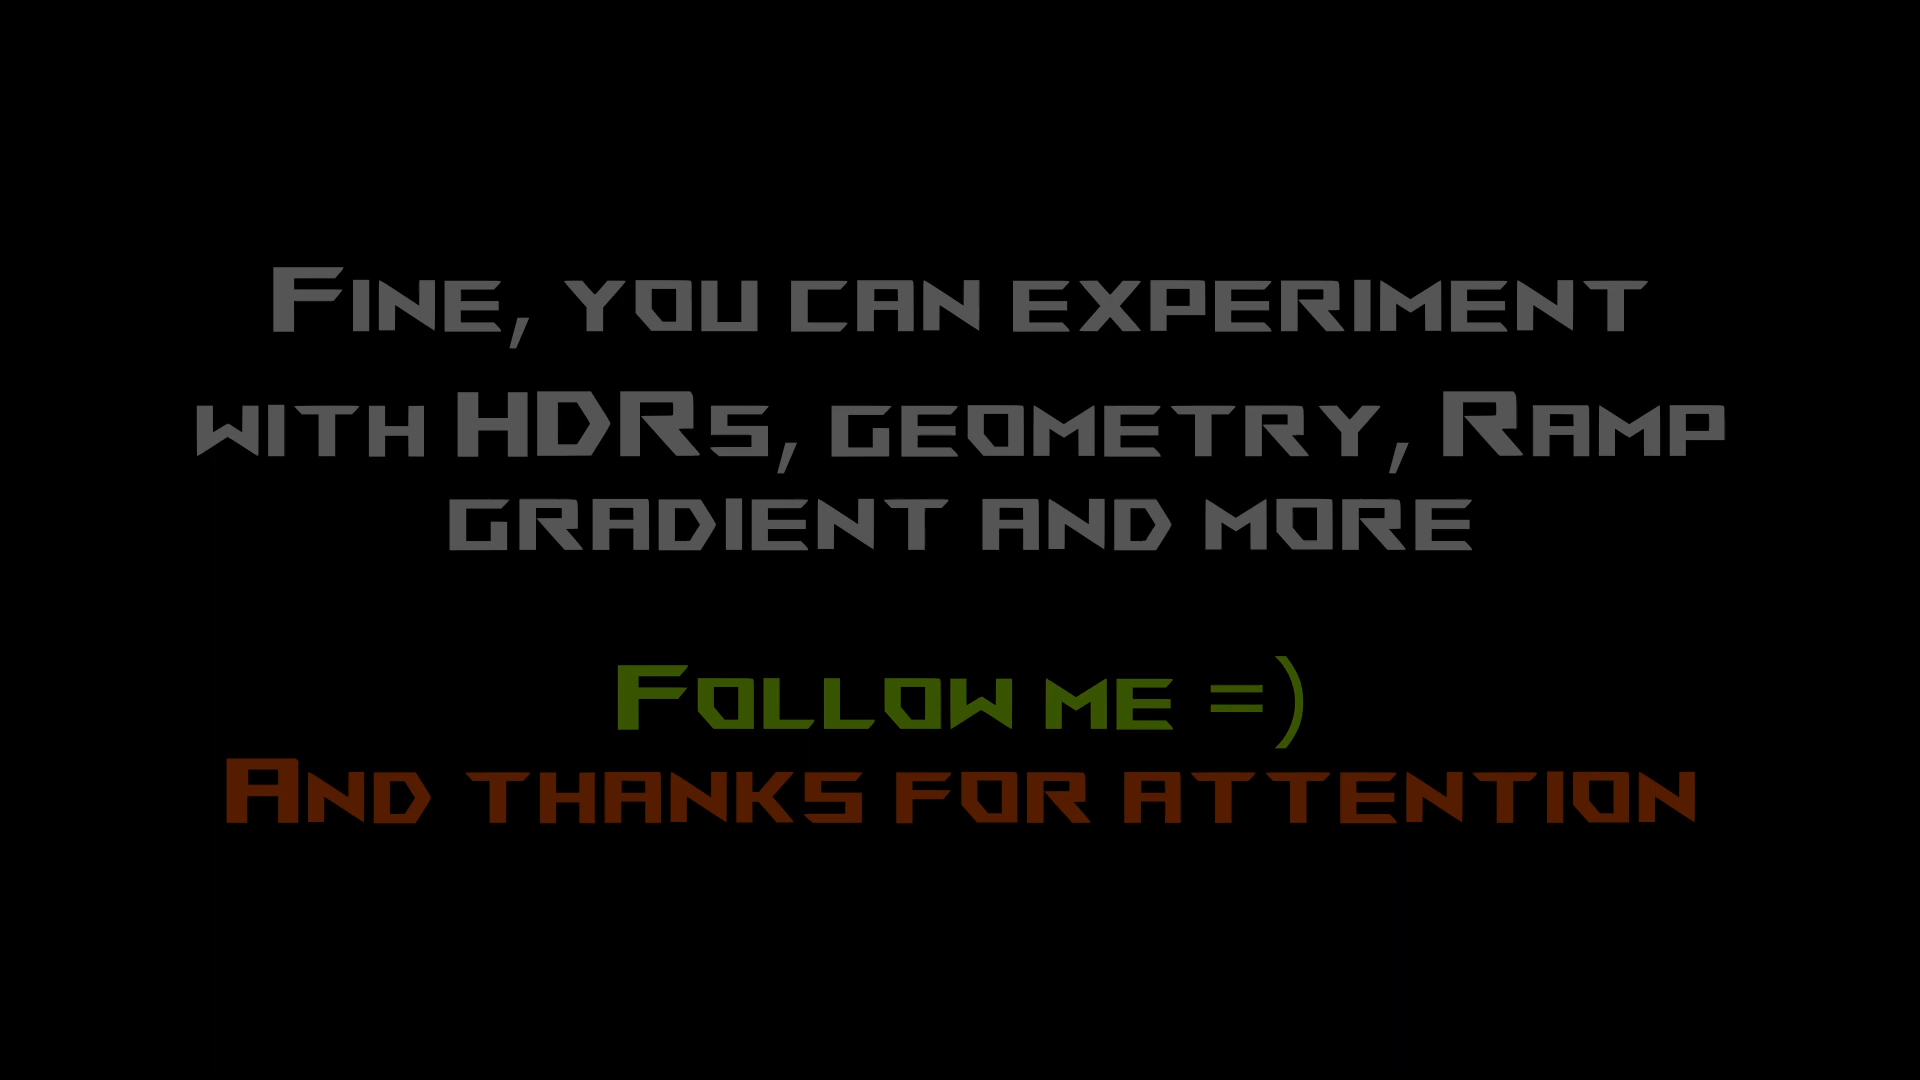 Fine, you can experiment
with HDRs, geometry, Ramp
gradient and more
Follow me =)
And thanks for attention